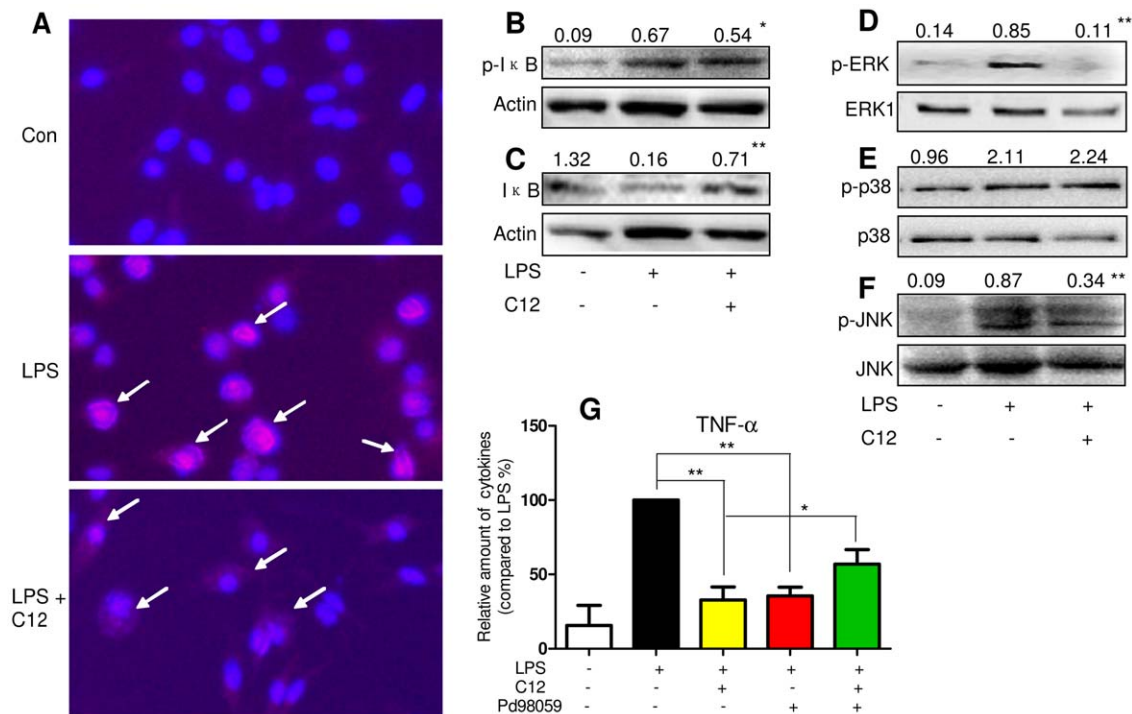 A
Con
LPS
LPS +
C12
B
0.09 0.67 0.54 *
p-IκB
Actin
C
1.32 0.16 0.71 **
IκB
Actin
LPS - + +
C12 - - +
D
0.14 0.85 0.11 **
p-ERK
ERK1
E
0.96 2.11 2.24
p-p38
p38
F
0.09 0.87 0.34 **
p-JNK
JNK
LPS - + +
C12 - - +
G
TNF-α
Relative amount of cytokines
(compared to LPS %)
150
100
50
0
**
**
*
LPS - + + + +
C12 - - + - +
Pd98059 - - - + +